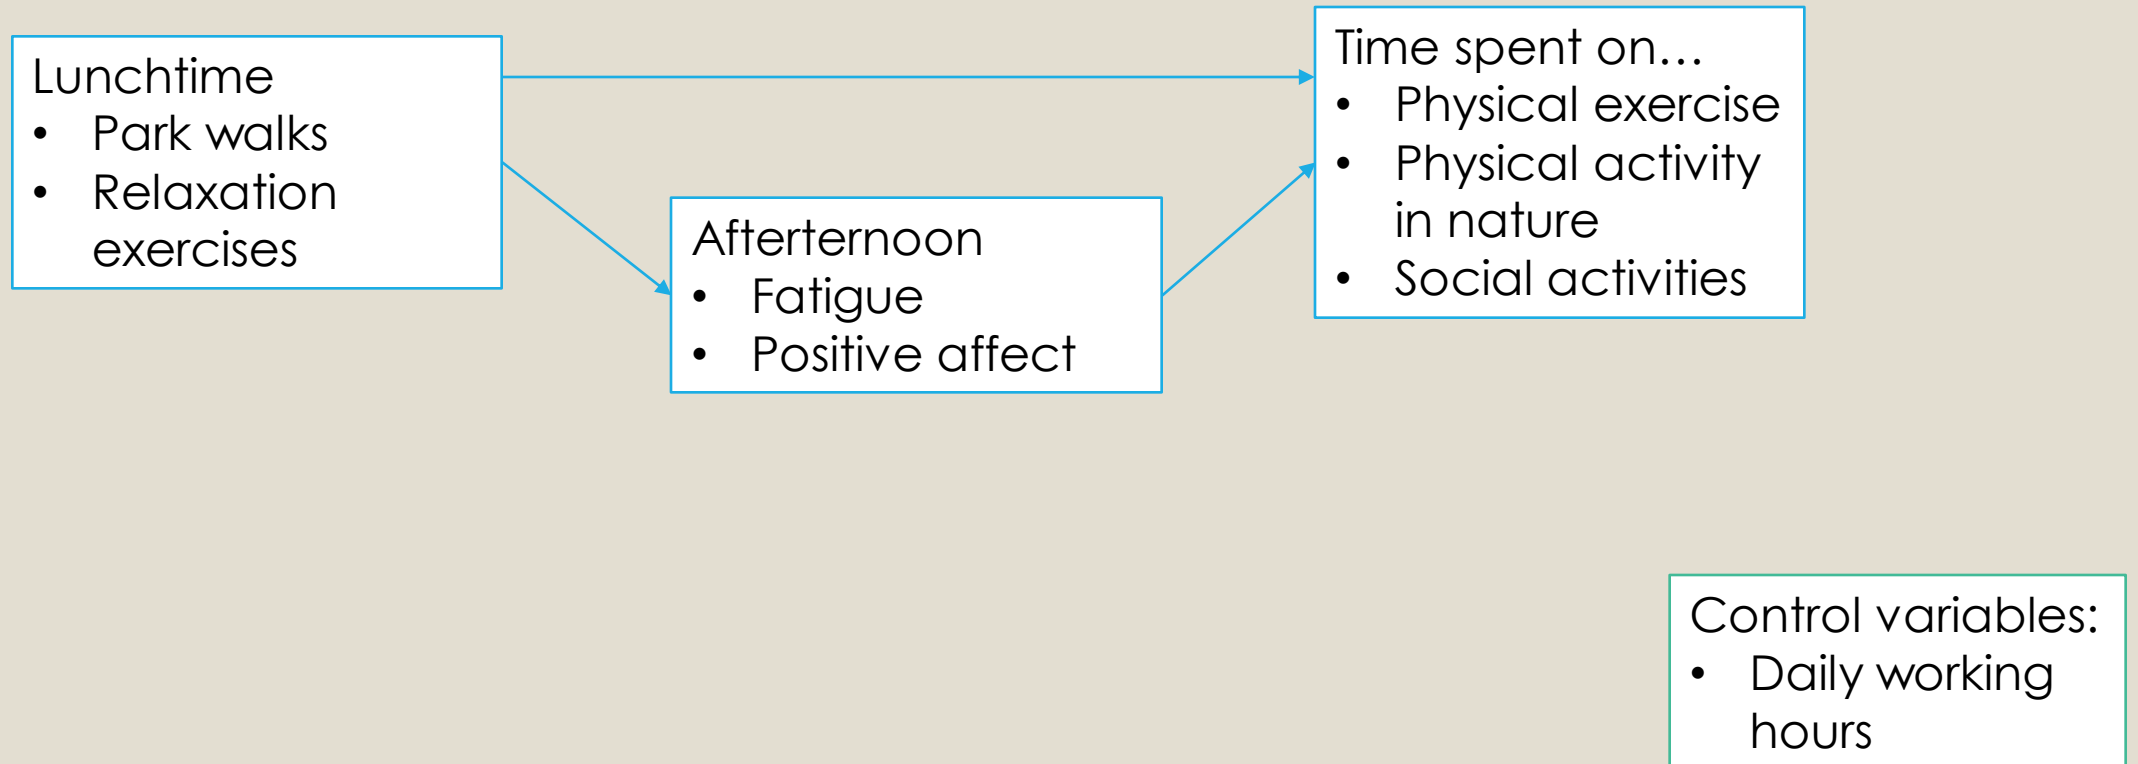 Lunchtime
• Park walks
• Relaxation
exercises
Afterternoon
• Fatigue
• Positive affect
Time spent on…
• Physical exercise
• Physical activity
in nature
• Social activities
Control variables:
• Daily working
hours